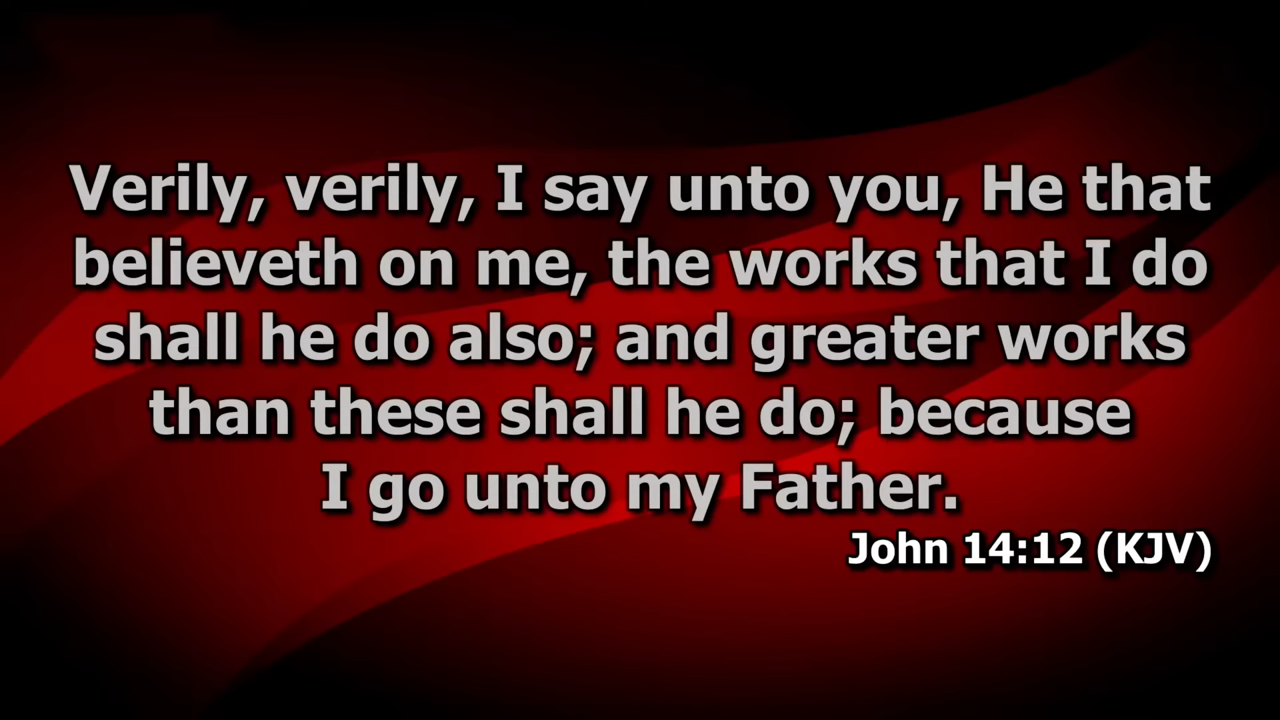 Verily, verily, I say unto you, He that
believeth on me, the works that I do
shall he do also; and greater works
than these shall he do; because
I go unto my Father.
John 14:12 (KJV)